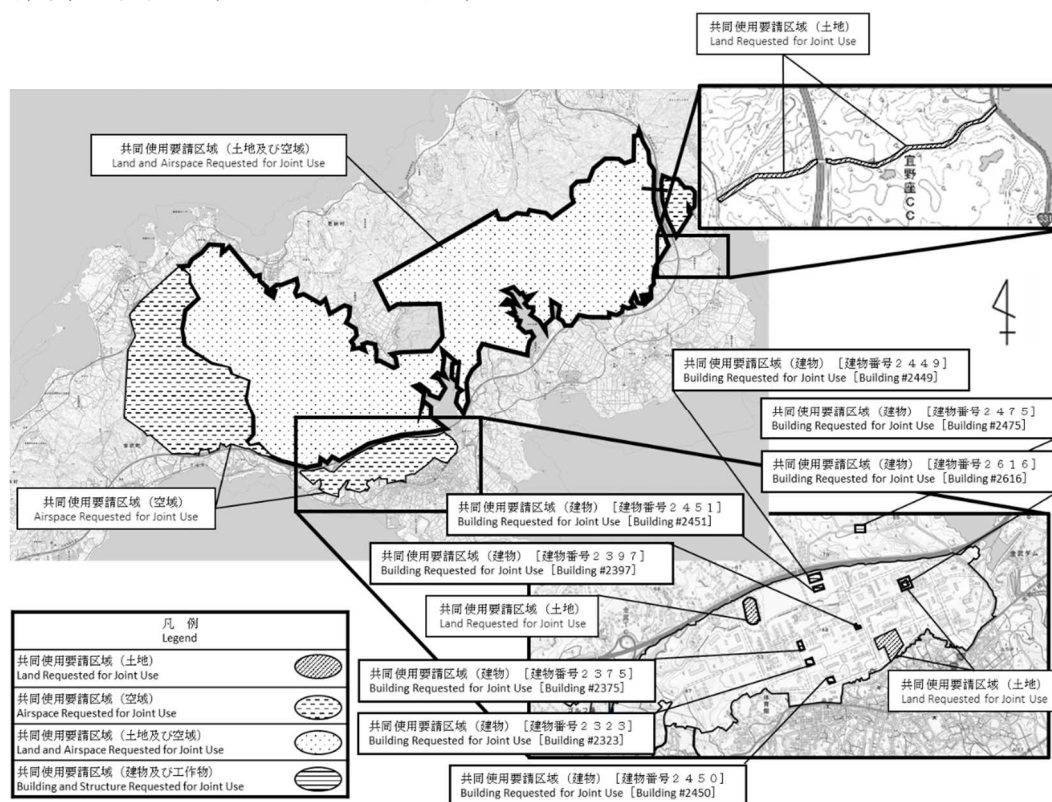 共同使用要請区域（土地）
Land Requested for Joint Use
共同使用要請区域（土地及び空域）
Land and Airspace Requested for Joint Use
宜野座CC
共同使用要請区域（建物）［建物番号２４４９］
Building Requested for Joint Use［Building #2449］
共同使用要請区域（建物）［建物番号２４７５］
Building Requested for Joint Use［Building #2475］
共同使用要請区域（建物）［建物番号２６１６］
Building Requested for Joint Use［Building #2616］
共同使用要請区域（空域）
Airspace Requested for Joint Use
共同使用要請区域（建物）［建物番号２４５１］
Building Requested for Joint Use［Building #2451］
共同使用要請区域（建物）［建物番号２３９７］
Building Requested for Joint Use［Building #2397］
共同使用要請区域（土地）
Land Requested for Joint Use
共同使用要請区域（建物）［建物番号２３７５］
Building Requested for Joint Use［Building #2375］
共同使用要請区域（土地）
Land Requested for Joint Use
共同使用要請区域（建物）［建物番号２３２３］
Building Requested for Joint Use［Building #2323］
共同使用要請区域（建物）［建物番号２４５０］
Building Requested for Joint Use［Building #2450］
凡 例
Legend
共同使用要請区域（土地）
Land Requested for Joint Use
共同使用要請区域（空域）
Airspace Requested for Joint Use
共同使用要請区域（土地及び空域）
Land and Airspace Requested for Joint Use
共同使用要請区域（建物及び工作物）
Building and Structure Requested for Joint Use